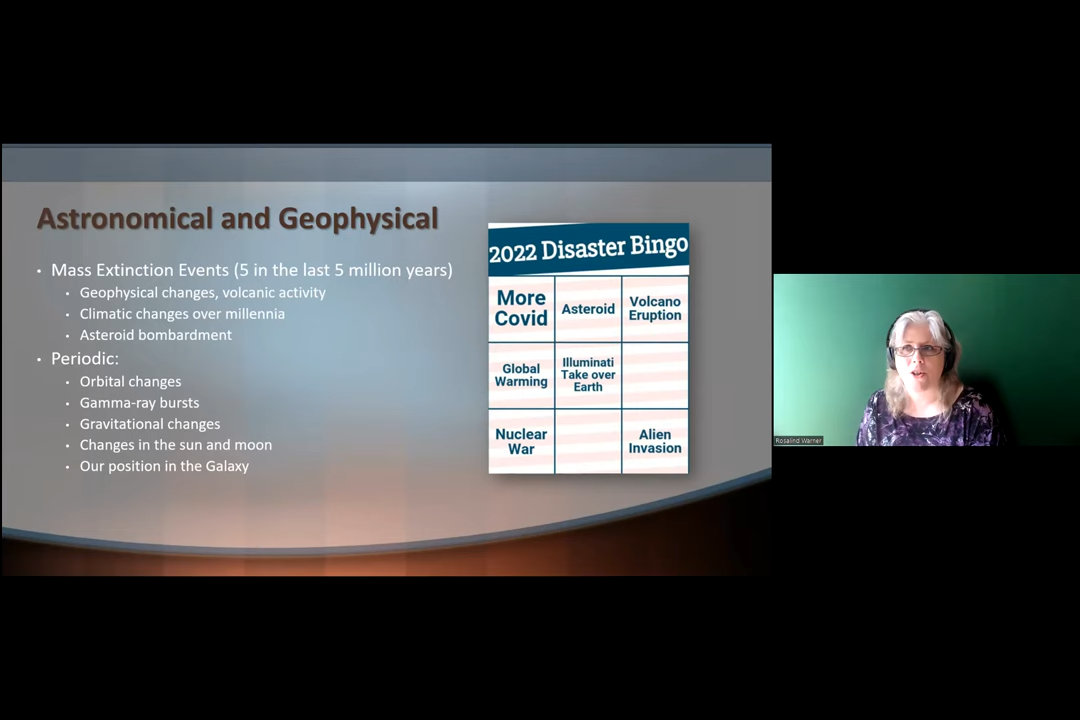 Astronomical and Geophysical
• Mass Extinction Events (5 in the last 5 million years)
• Geophysical changes, volcanic activity
• Climatic changes over millennia
• Asteroid bombardment
• Periodic:
• Orbital changes
• Gamma-ray bursts
• Gravitational changes
• Changes in the sun and moon
• Our position in the Galaxy
2022 Disaster Bingo
More
Covid
Asteroid
Volcano
Eruption
Global
Warming
Illuminati
Take over
Earth
Nuclear
War
Alien
Invasion
Rosalind Warner